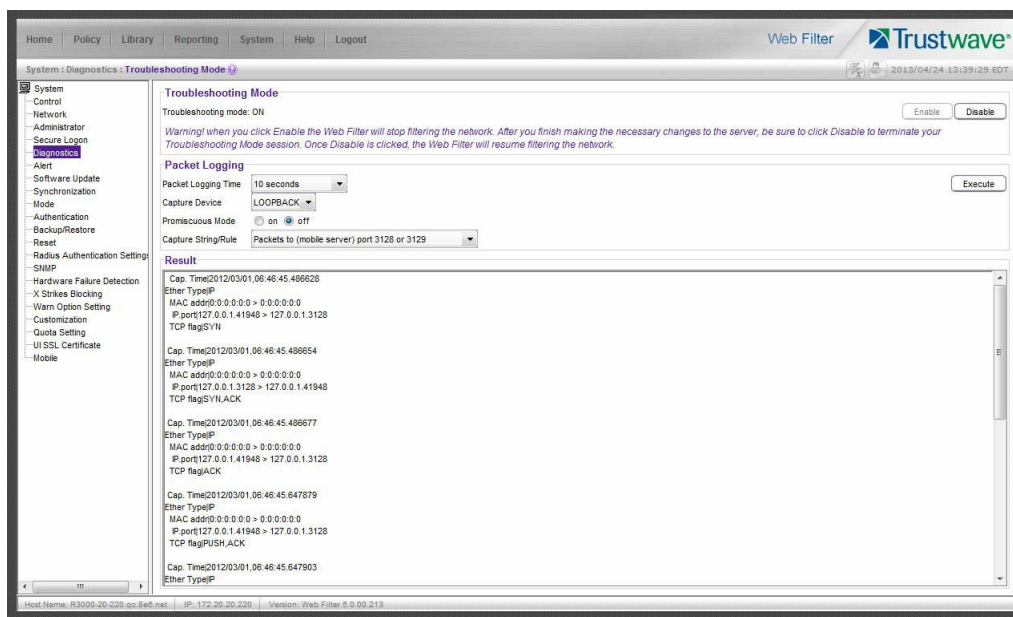 Home Policy Library Reporting System Help Logout
Web Filter
Trustwave®
System : Diagnostics : Troubleshooting Mode
2013/04/24 13:39:29 EDT
System
Control
Network
Administrator
Secure Logon
Diagnostics
Alert
Software Update
Synchronization
Mode
Authentication
Backup/Restore
Reset
Radius Authentication Settings
SNMP
Hardware Failure Detection
X Strikes Blocking
Warn Option Setting
Customization
Quota Setting
UI SSL Certificate
Mobile
Troubleshooting Mode
Troubleshooting mode: ON
Enable Disable
Warning! when you click Enable the Web Filter will stop filtering the network. After you finish making the necessary changes to the server, be sure to click Disable to terminate your
Troubleshooting Mode session. Once Disable is clicked, the Web Filter will resume filtering the network.
Packet Logging
Packet Logging Time 10 seconds
Execute
Capture Device LOOPBACK
Promiscuous Mode on off
Capture String/Rule Packets to (mobile server) port 3128 or 3129
Result
Cap. Time|2012/03/01,06:46:45.486628
Ether Type|IP
MAC addr|0:0:0:0:0:0 > 0:0:0:0:0:0
IP.port|127.0.0.1.41948 > 127.0.0.1.3128
TCP flag|SYN
Cap. Time|2012/03/01,06:46:45.486654
Ether Type|IP
MAC addr|0:0:0:0:0:0 > 0:0:0:0:0:0
IP.port|127.0.0.1.3128 > 127.0.0.1.41948
TCP flag|SYN,ACK
Cap. Time|2012/03/01,06:46:45.486677
Ether Type|IP
MAC addr|0:0:0:0:0:0 > 0:0:0:0:0:0
IP.port|127.0.0.1.41948 > 127.0.0.1.3128
TCP flag|ACK
Cap. Time|2012/03/01,06:46:45.647879
Ether Type|IP
MAC addr|0:0:0:0:0:0 > 0:0:0:0:0:0
IP.port|127.0.0.1.41948 > 127.0.0.1.3128
TCP flag|PUSH,ACK
Cap. Time|2012/03/01,06:46:45.647903
Ether Type|IP
Host Name: R3000-20-220.qc.8e6.net IP: 172.20.20.220 Version: Web Filter 5.0.00.213